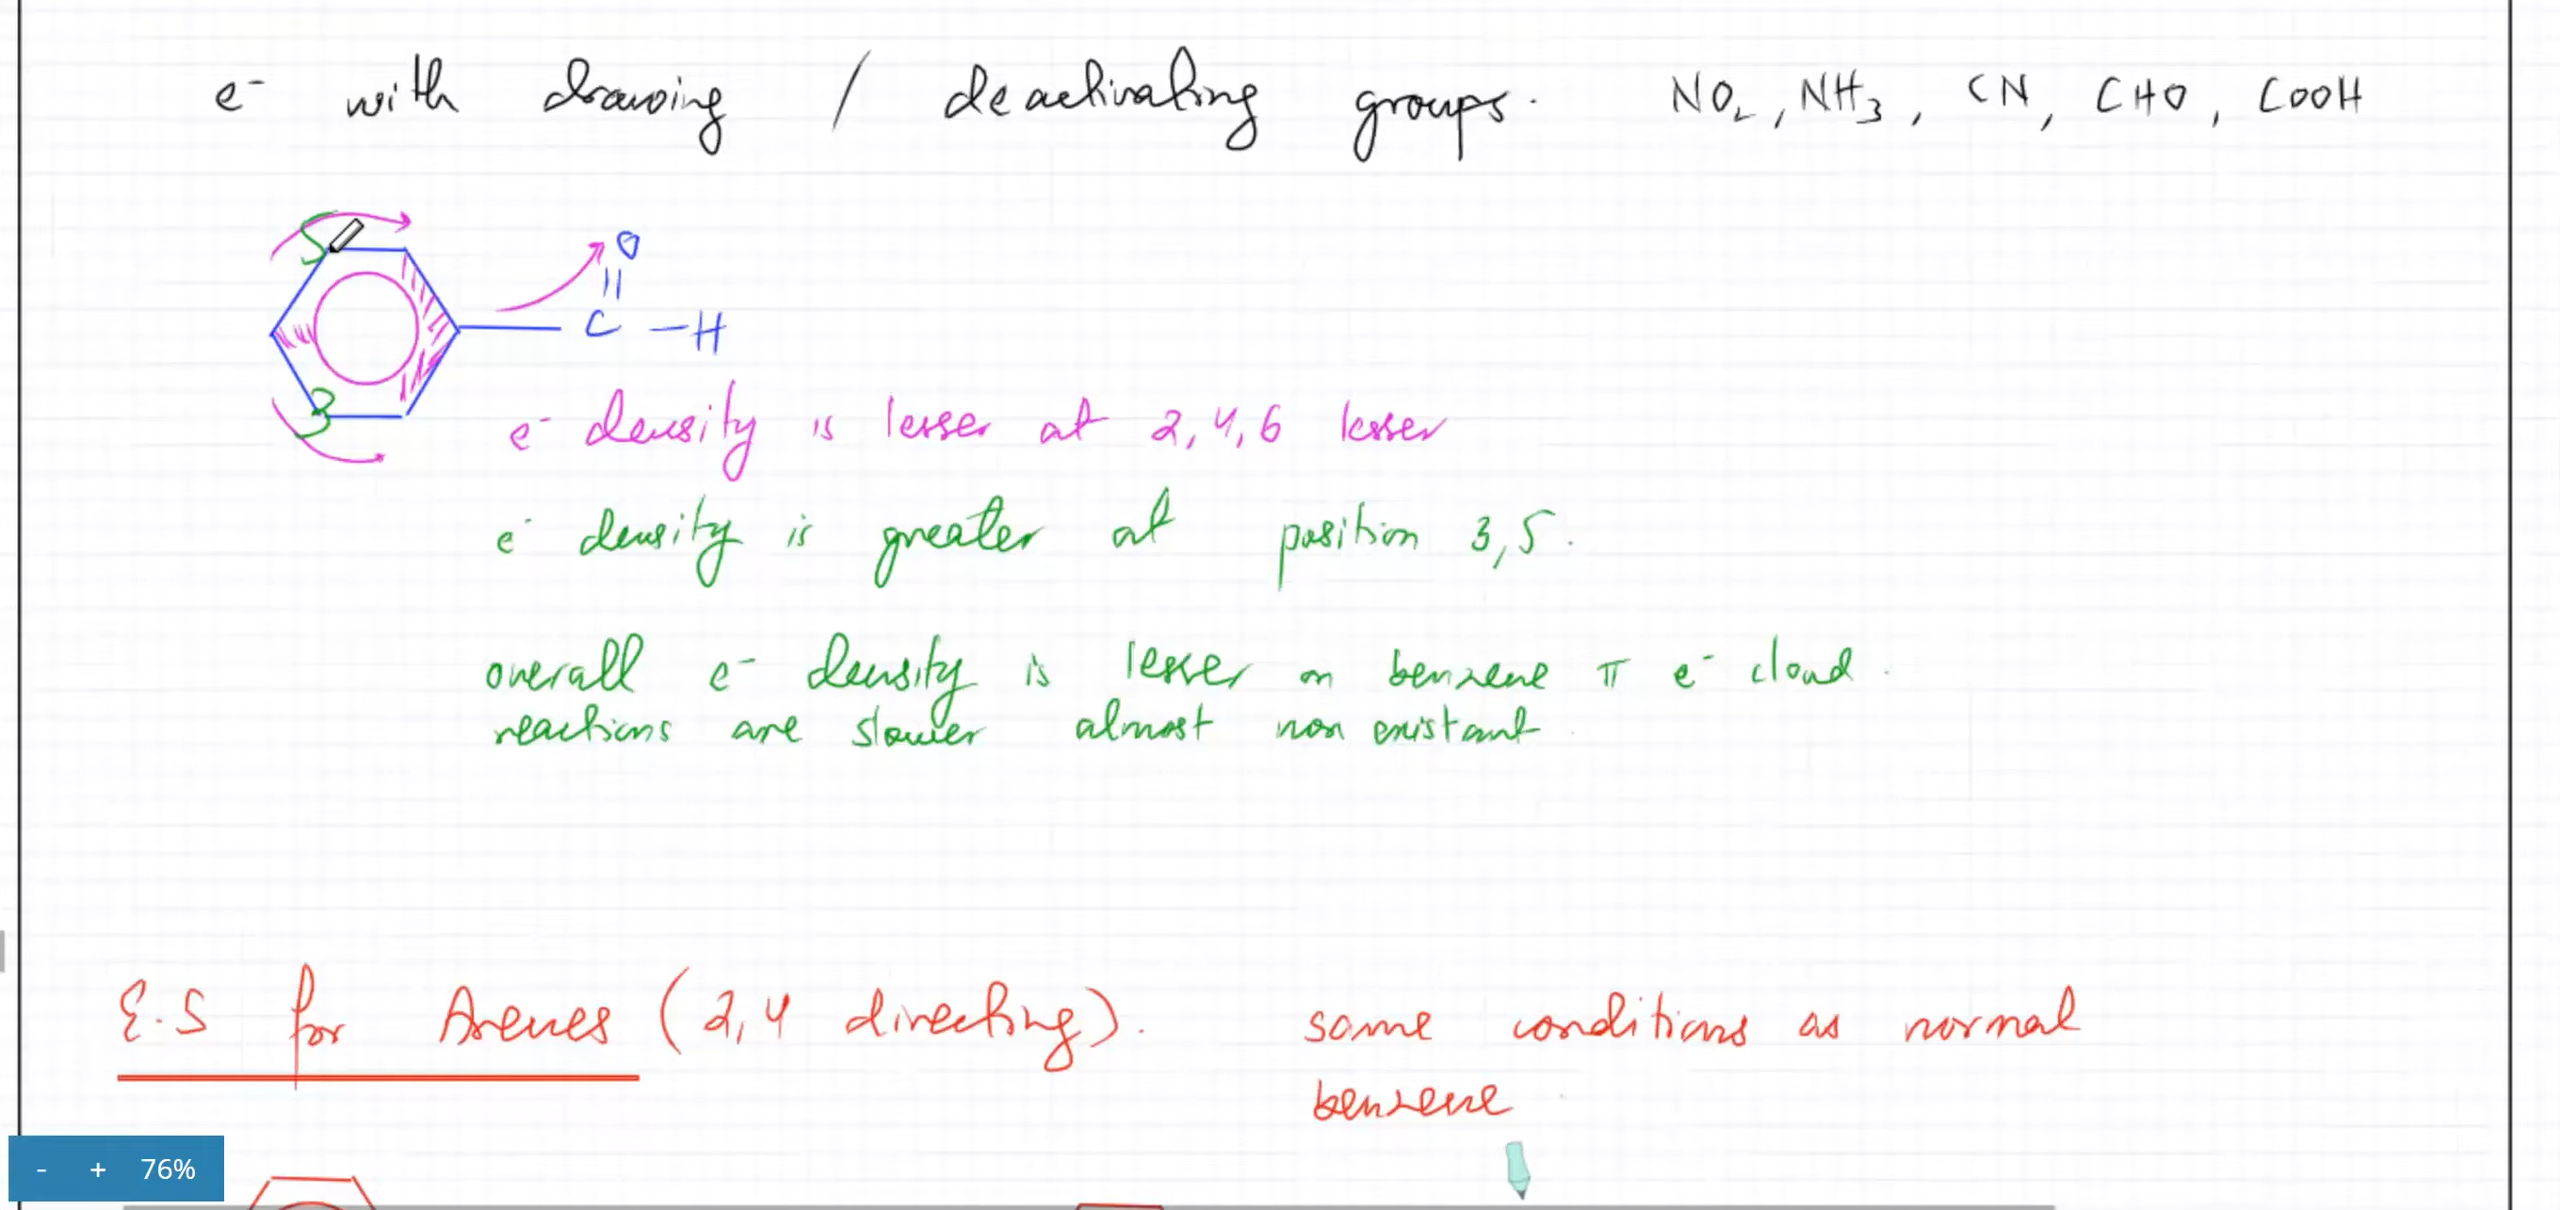 e⁻ with drawing / deactivating groups. NO₂, NH₃, CN, CHO, COOH
5
O
C - H
3
e⁻ density is lesser at 2,4,6 lesser
e⁻ density is greater at position 3,5.
overall e⁻ density is lesser on benzene π e⁻ cloud.
reactions are slower almost non existant.
E.S for Arenes (2,4 directing). same conditions as normal
benzene
- + 76%